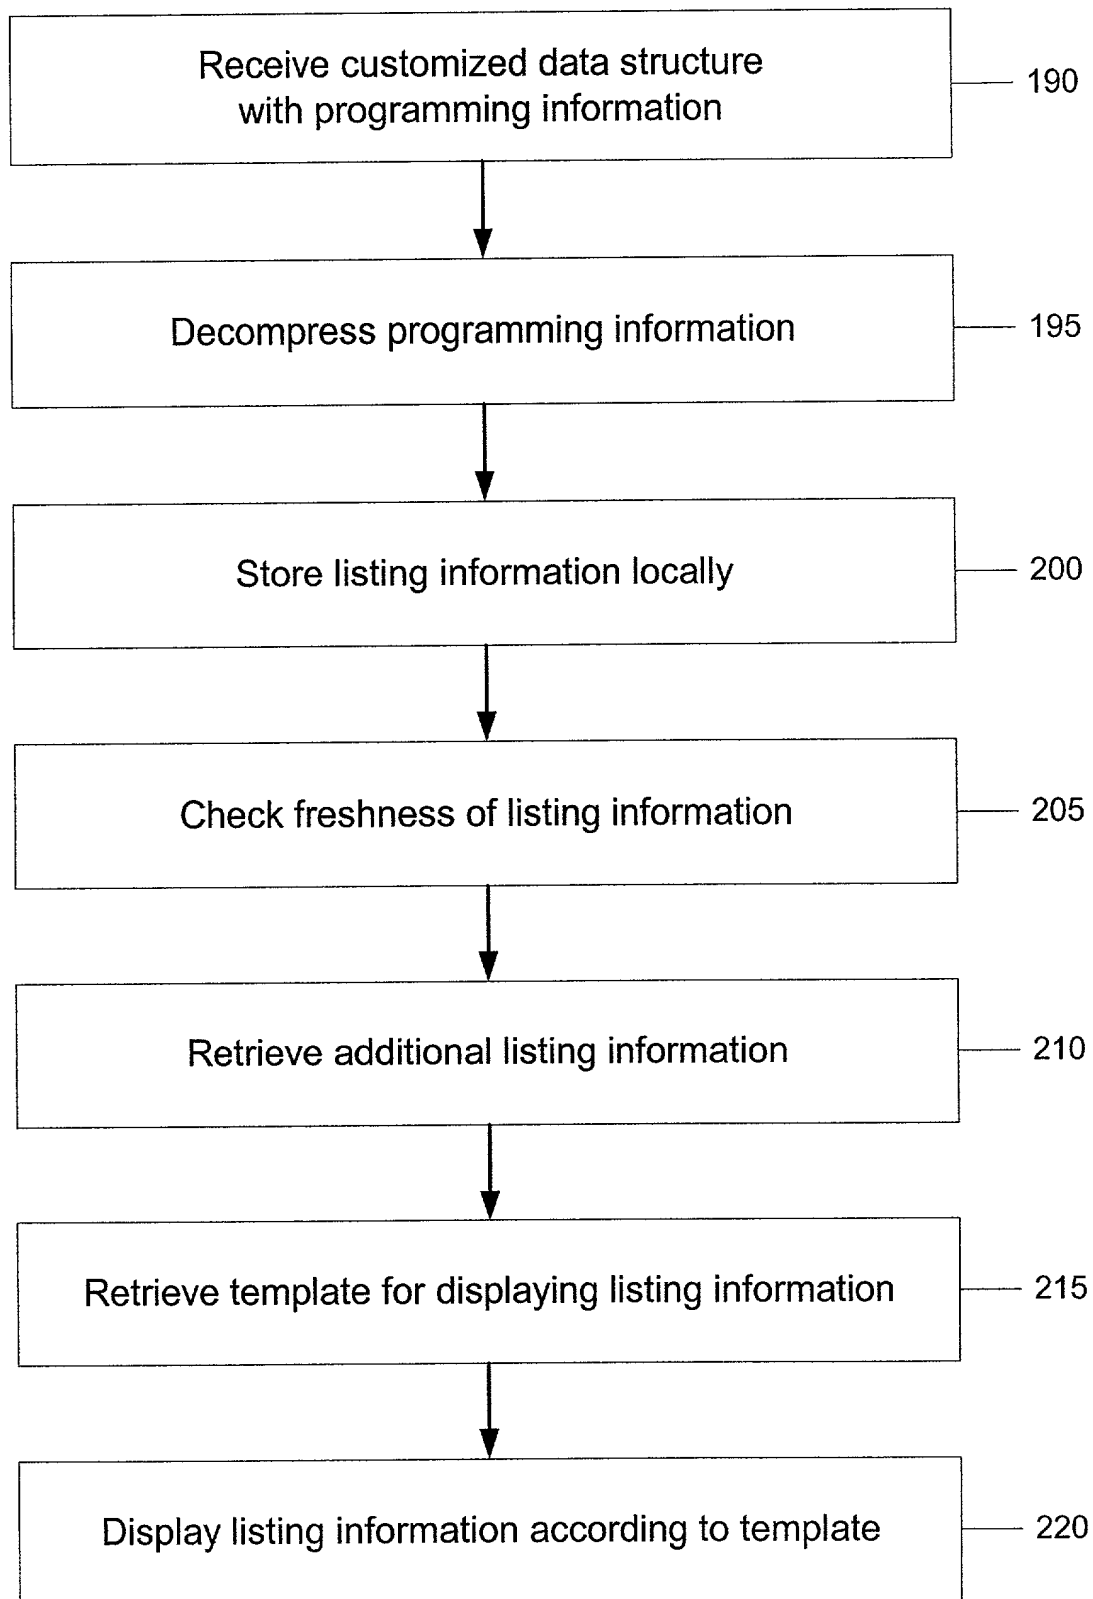 Receive customized data structure
with programming information
190
Decompress programming information
195
Store listing information locally
200
Check freshness of listing information
205
Retrieve additional listing information
210
Retrieve template for displaying listing information
215
Display listing information according to template
220